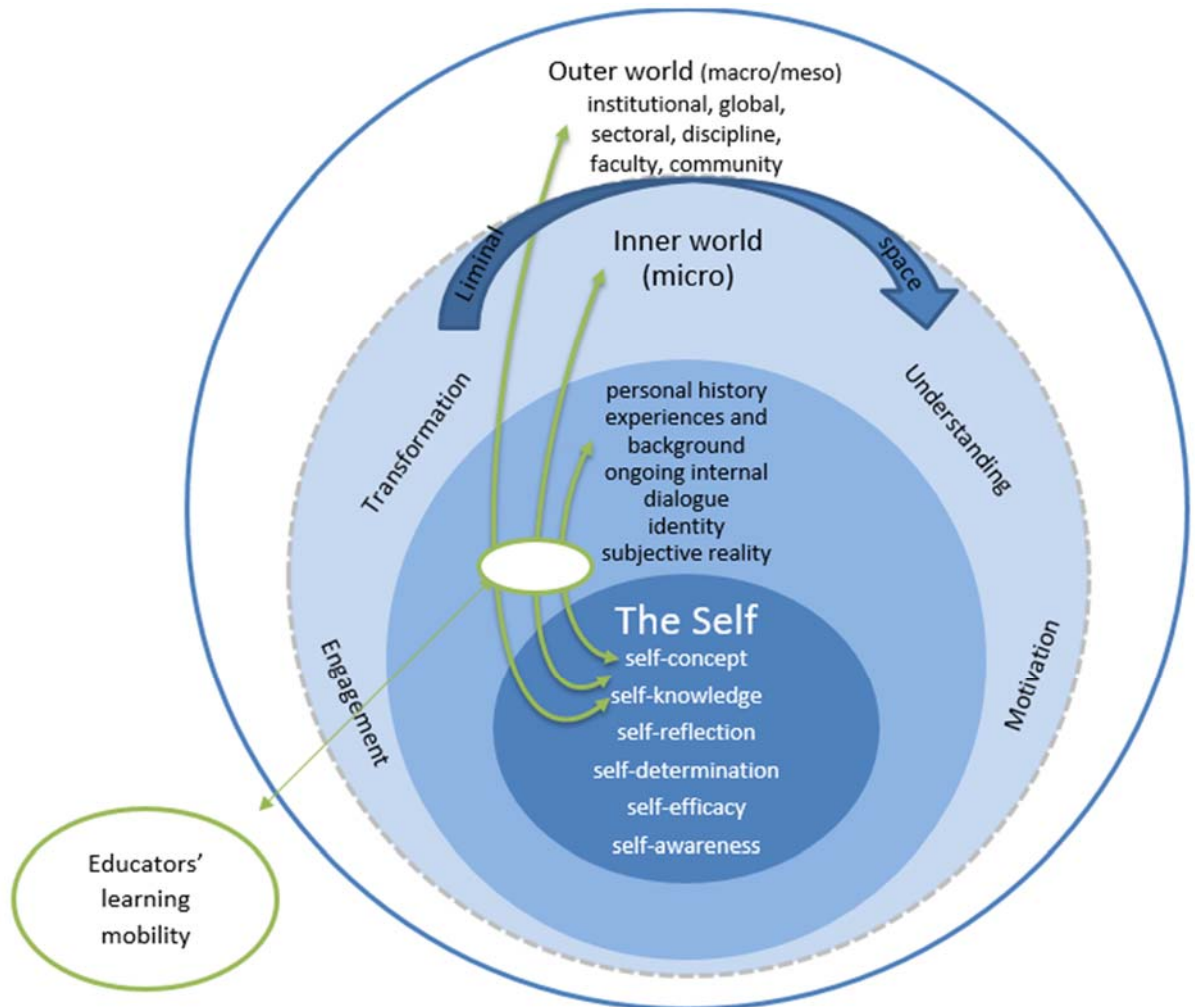 Outer world (macro/meso)
institutional, global,
sectoral, discipline,
faculty, community
Liminal
space
Inner world
(micro)
Transformation
Understanding
personal history
experiences and
background
ongoing internal
dialogue
identity
subjective reality
Engagement
Motivation
The Self
self-concept
self-knowledge
self-reflection
self-determination
self-efficacy
self-awareness
Educators’
learning
mobility